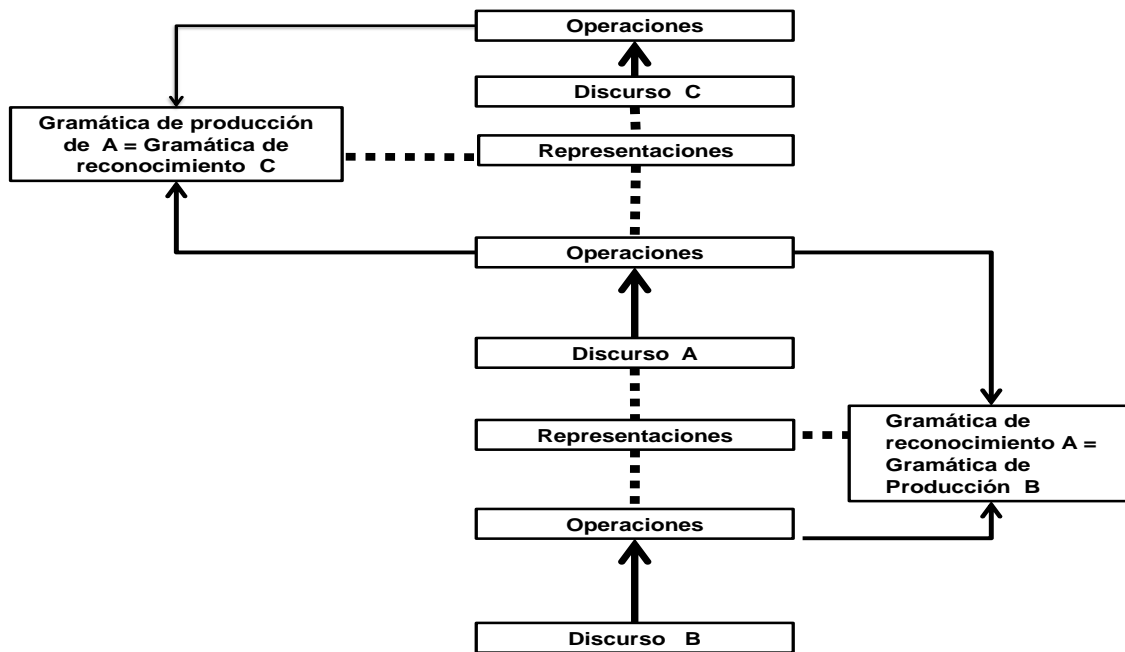 Operaciones
Discurso C
Gramática de producción
de A = Gramática de
reconocimiento C
Representaciones
Operaciones
Discurso A
Representaciones
Gramática de
reconocimiento A =
Gramática de
Producción B
Operaciones
Discurso B